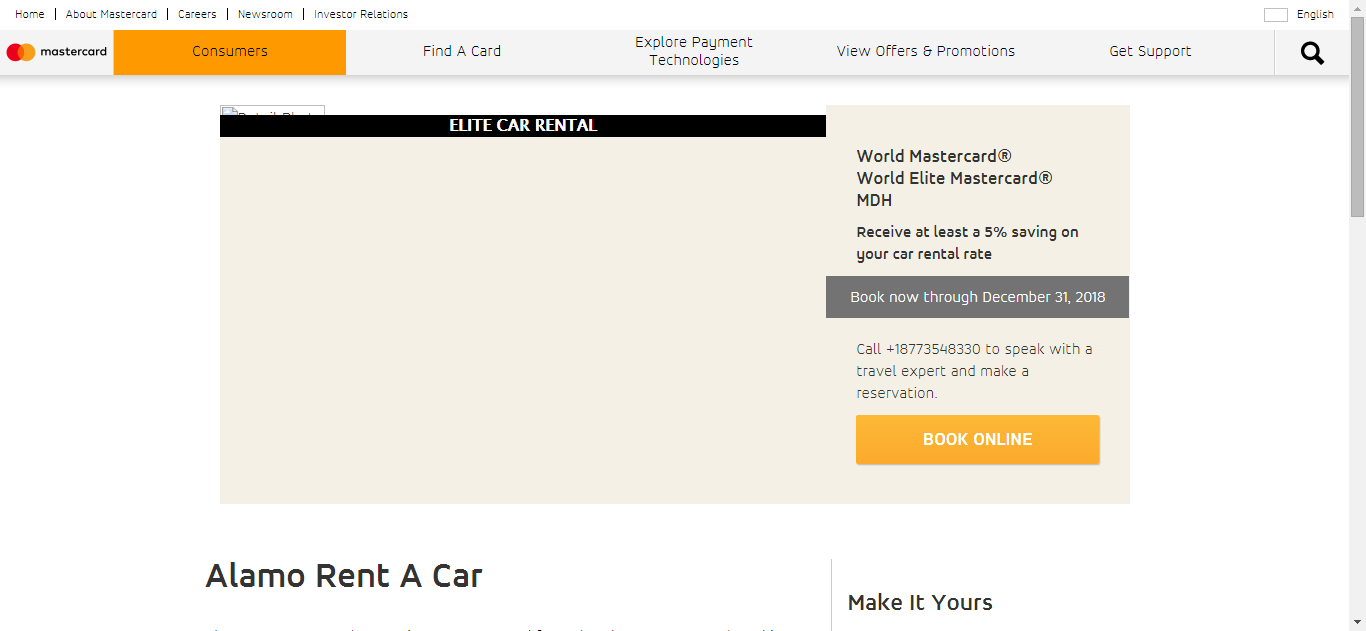 Home
About Mastercard
Careers
Newsroom
Investor Relations
English
mastercard
Consumers
Find A Card
Explore Payment
Technologies
View Offers & Promotions
Get Support
ELITE CAR RENTAL
World Mastercard®
World Elite Mastercard®
MDH
Receive at least a 5% saving on
your car rental rate
Book now through December 31, 2018
Call +18773548330 to speak with a
travel expert and make a
reservation.
BOOK ONLINE
Alamo Rent A Car
Make It Yours